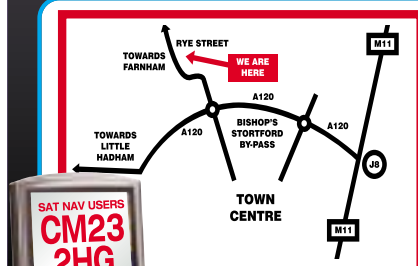 M11
RYE STREET
TOWARDS
FARNHAM
WE ARE
HERE
A120
BISHOP'S
STORTFORD
BY-PASS
A120
A120
TOWARDS
LITTLE
HADHAM
J8
TOWN
CENTRE
M11
SAT NAV USERS
CM23
2HG